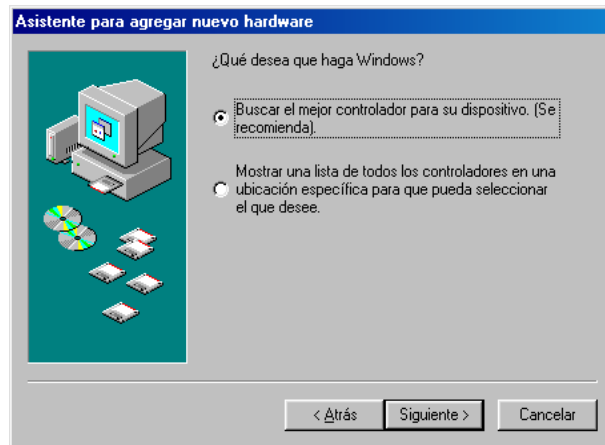 Asistente para agregar nuevo hardware
¿Qué desea que haga Windows?
Buscar el mejor controlador para su dispositivo. (Se
recomienda).
Mostrar una lista de todos los controladores en una
ubicación específica para que pueda seleccionar
el que desee.
< Atrás
Siguiente >
Cancelar